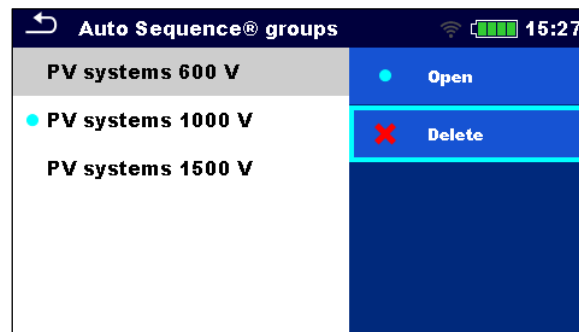 Auto Sequence® groups 15:27
PV systems 600 V
Open
PV systems 1000 V
Delete
PV systems 1500 V